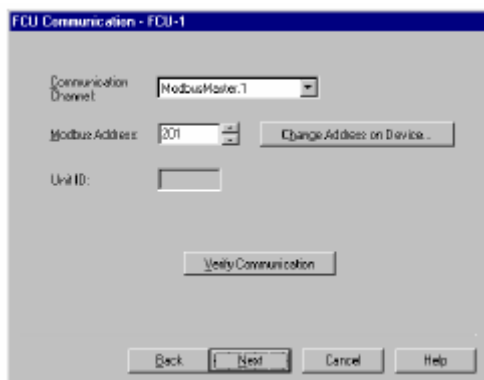 FCU Communication - FCU-1
Communication Channel:
ModbusMaster.1
Modbus Address:
201
Change Address on Device...
Unit ID:
Verify Communication
Back
Next
Cancel
Help